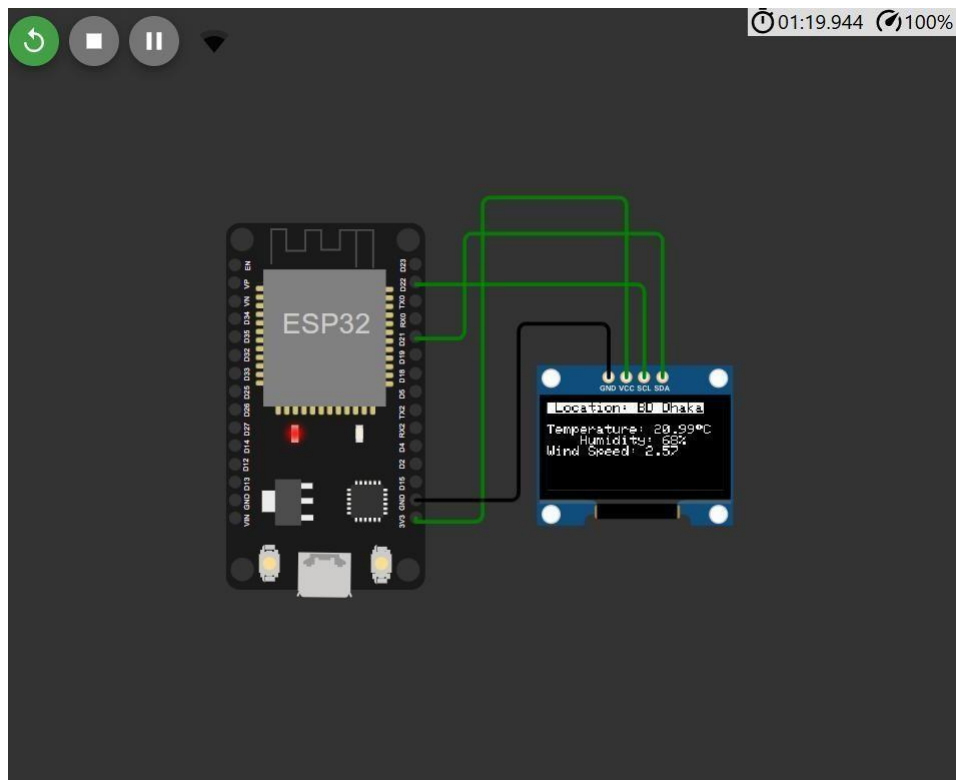 01:19.944 100%
ESP32
EN
VP
VN
D34
D35
D32
D33
D25
D26
D27
D14
D12
D13
GND
VIN
D23
D22
TX0
RX0
D21
D19
D18
D5
TX2
RX2
D4
D2
D15
GND
3V3
GND VCC SCL SDA
Location: BD Dhaka
Temperature: 20.99°C
Humidity: 68%
Wind Speed: 2.57